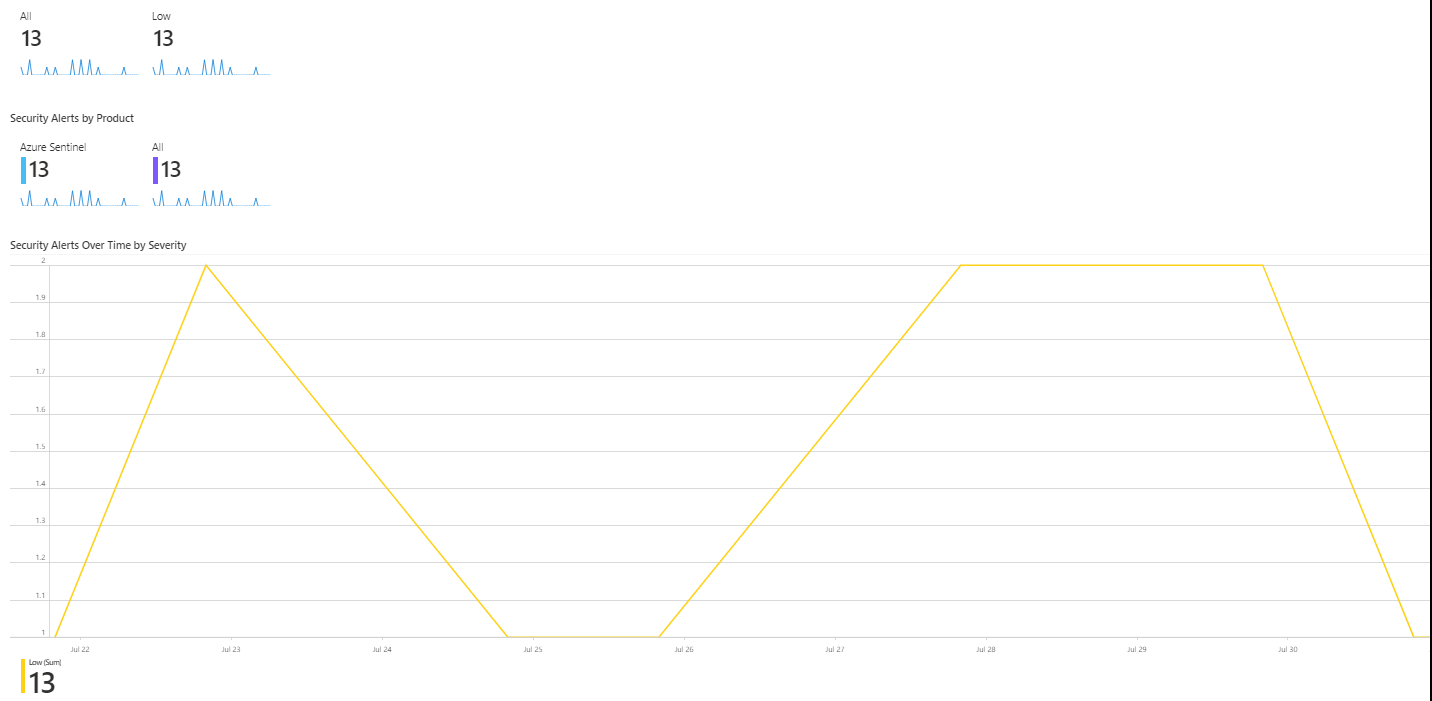 All Low
13 13
Security Alerts by Product
Azure Sentinel All
13 13
Security Alerts Over Time by Severity
2
1.9
1.8
1.7
1.6
1.5
1.4
1.3
1.2
1.1
1
Jul 22 Jul 23 Jul 24 Jul 25 Jul 26 Jul 27 Jul 28 Jul 29 Jul 30
Low (Sum)
13